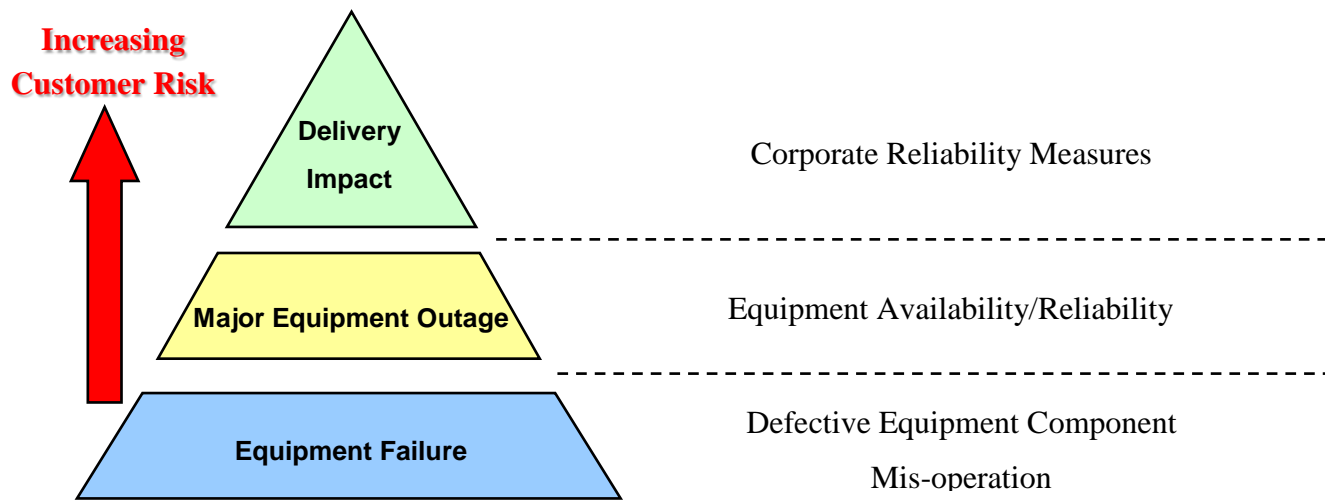 Increasing
Customer Risk
Delivery
Impact
Corporate Reliability Measures
Major Equipment Outage
Equipment Availability/Reliability
Equipment Failure
Defective Equipment Component
Mis-operation